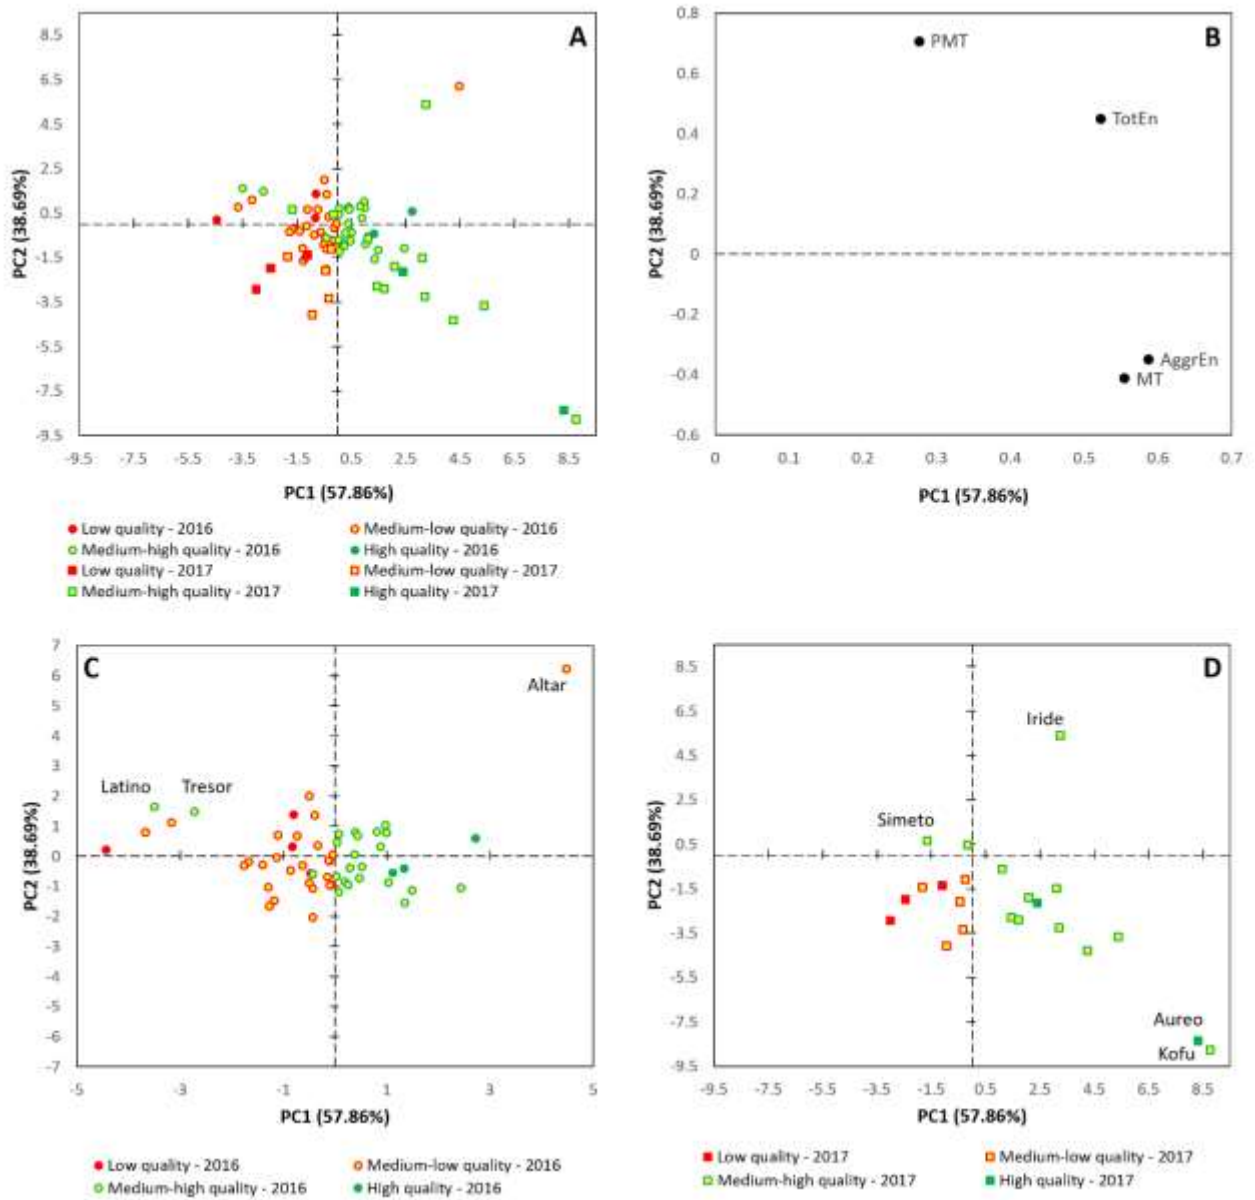 A
8.5
6.5
4.5
2.5
0.5
-1.5
-3.5
-5.5
-7.5
-9.5
PC2 (38.69%)
-9.5 -5.5 -3.5 -1.5 0.5 2.5 4.5 6.5 8.5
PC1 (57.86%)
Low quality - 2016 Medium-low quality - 2016
Medium-high quality - 2016 High quality - 2016
Low quality - 2017 Medium-low quality - 2017
Medium-high quality - 2017 High quality - 2017
B
0.8
0.6
0.4
0.2
0
-0.2
-0.4
-0.6
PC2 (38.69%)
PMT
TotEn
AggrEn
MT
0 0.1 0.2 0.3 0.4 0.5 0.6 0.7
PC1 (57.86%)
C
7
6
5
4
3
2
1
0
-1
-2
-3
-4
-5
-6
-7
PC2 (38.69%)
Altar
Latino Tresor
-5 -3 -1 1 3 5
PC1 (57.86%)
Low quality - 2016 Medium-low quality - 2016
Medium-high quality - 2016 High quality - 2016
D
8.5
6.5
4.5
2.5
0.5
-1.5
-3.5
-5.5
-7.5
-9.5
PC2 (38.69%)
Iride
Simeto
Aureo
Kofu
-9.5 -5.5 -3.5 -1.5 0.5 2.5 4.5 6.5 8.5
PC1 (57.86%)
Low quality - 2017 Medium-low quality - 2017
Medium-high quality - 2017 High quality - 2017